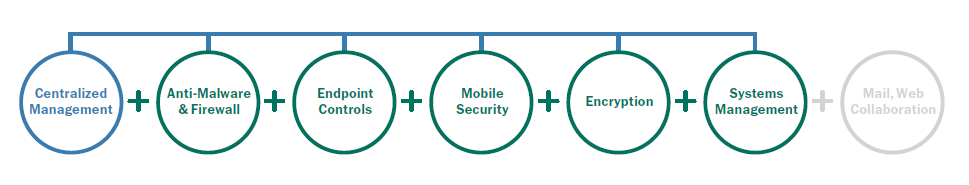 Centralized
Management
Anti-Malware
& Firewall
Endpoint
Controls
Mobile
Security
Encryption
Systems
Management
Mail, Web
Collaboration